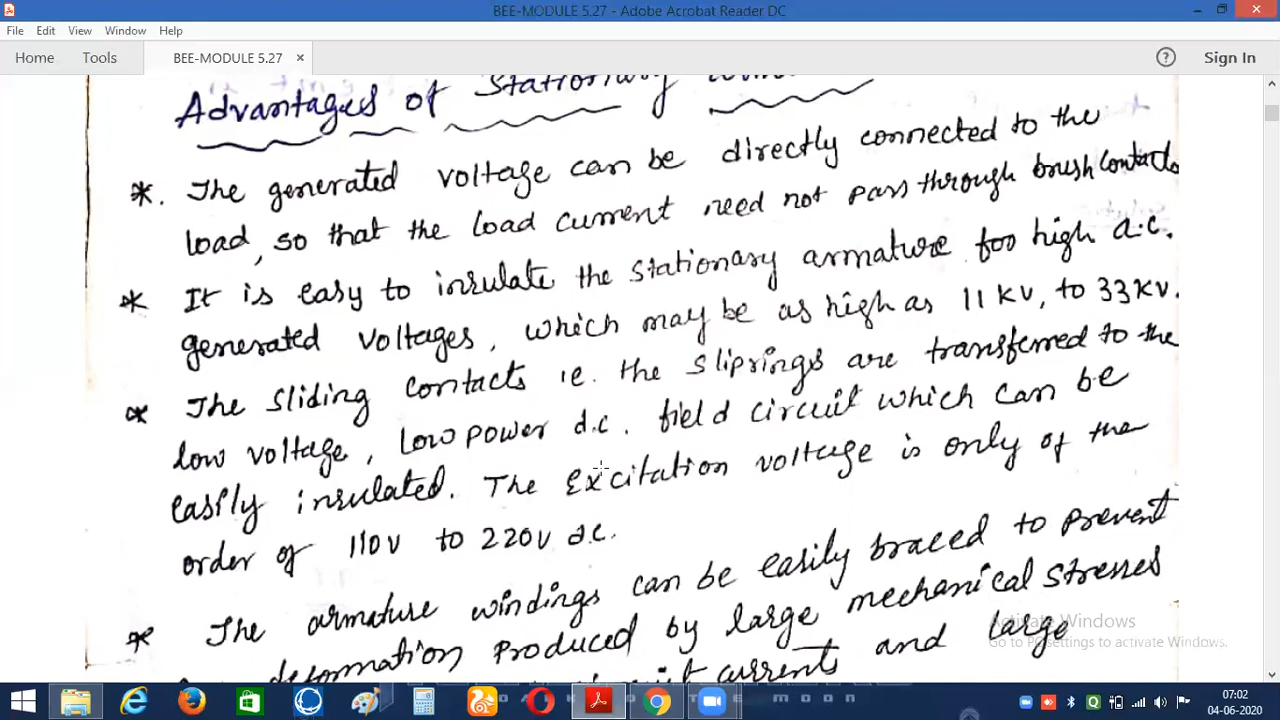 BEE-MODULE 5.27 - Adobe Acrobat Reader DC
File Edit View Window Help
Home Tools BEE-MODULE 5.27 × Sign In
Advantages of Stationary
*. The generated voltage can be directly connected to the
load, so that the load current need not pass through brush contacts
* It is easy to insulate the stationary armature foo high a.c.
generated voltages, which may be as high as 11 kv, to 33 kv.
* The sliding contacts ie. the sliprings are transferred to the
low voltage, low power d.c. field circuit which can be
easily insulated. The Excitation voltage is only of the
order of 110v to 220v d.c.
* The armature windings can be easily braced to prevent
deformation produced by large mechanical stresses
currents and large
Activate Windows
Go to PC settings to activate Windows.
07:02
04-06-2020